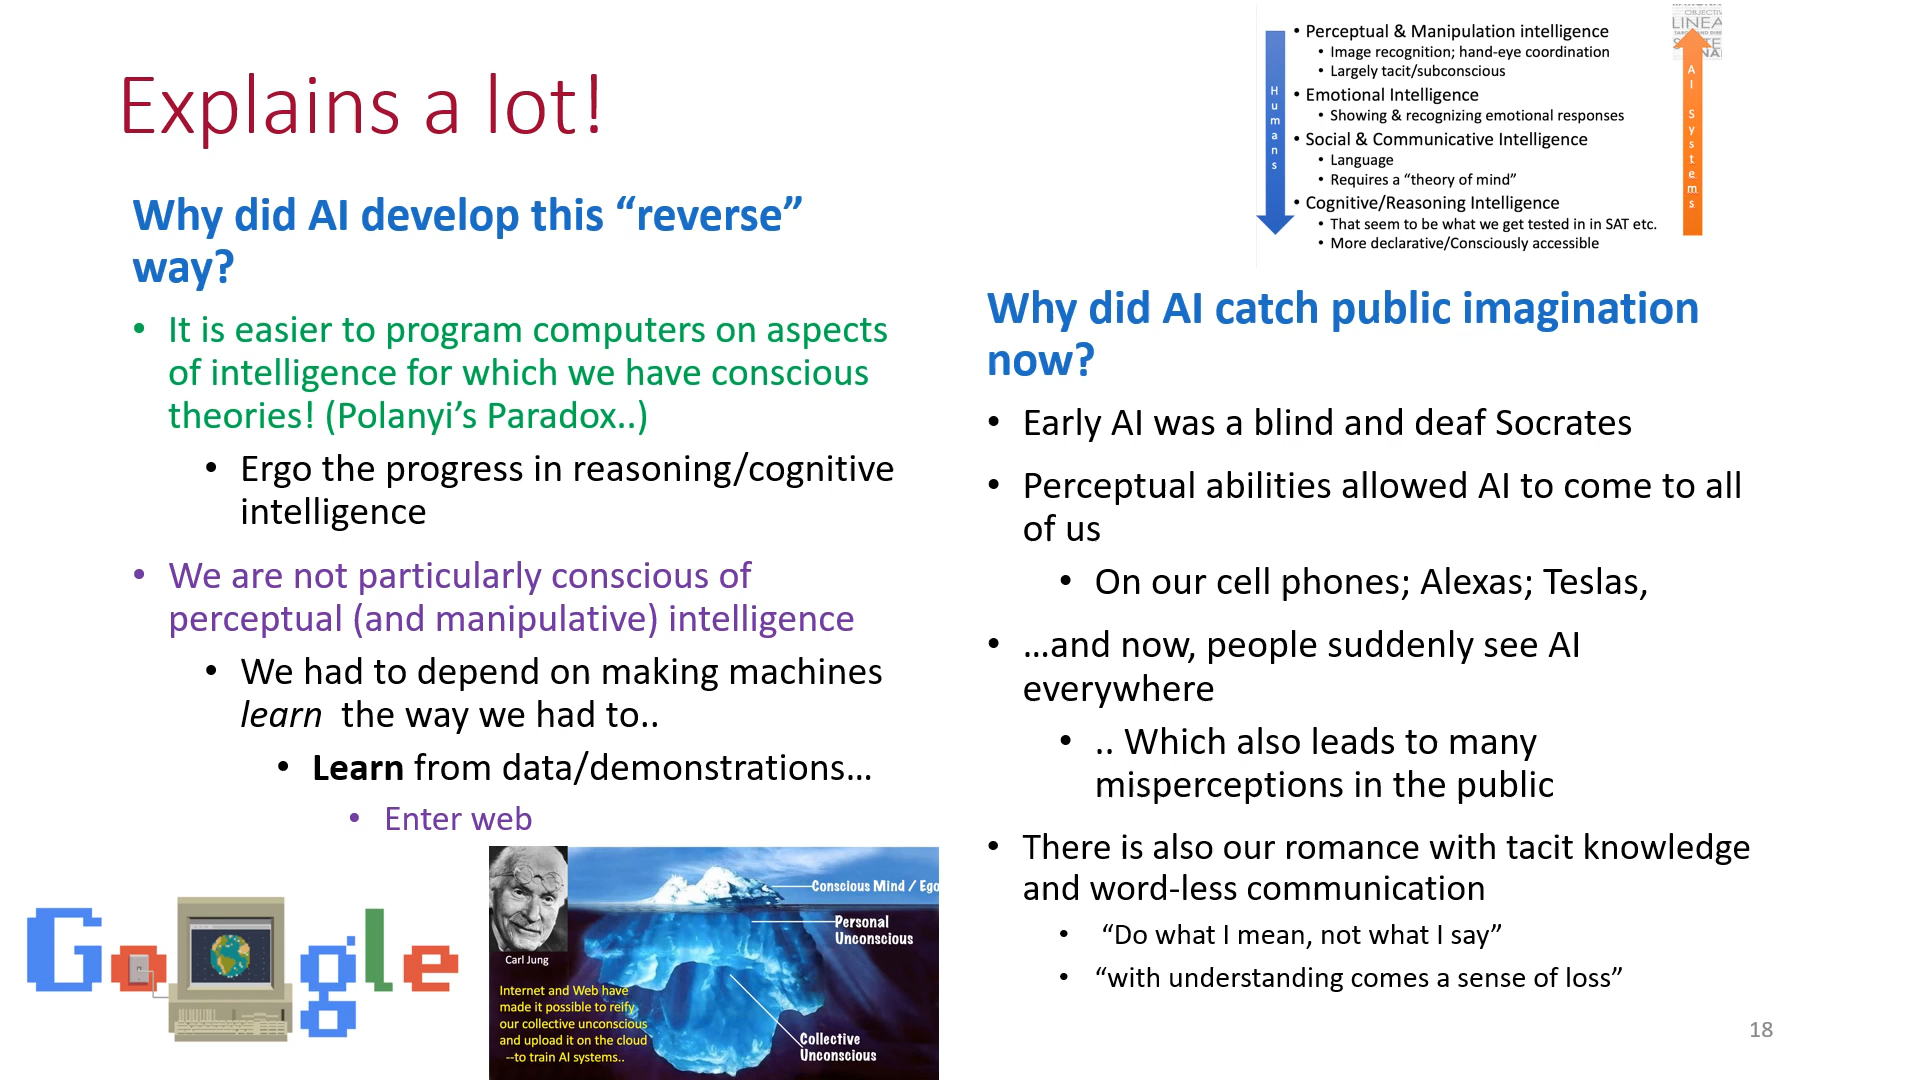 Explains a lot!
Why did AI develop this “reverse”
way?
• It is easier to program computers on aspects
of intelligence for which we have conscious
theories! (Polanyi’s Paradox..)
• Ergo the progress in reasoning/cognitive
intelligence
• We are not particularly conscious of
perceptual (and manipulative) intelligence
• We had to depend on making machines
learn the way we had to..
• Learn from data/demonstrations…
• Enter web
Google
Carl Jung
Internet and Web have
made it possible to reify
our collective unconscious
and upload it on the cloud
--to train AI systems..
Conscious Mind / Ego
Personal
Unconscious
Collective
Unconscious
Humans
• Perceptual & Manipulation intelligence
• Image recognition; hand-eye coordination
• Largely tacit/subconscious
• Emotional Intelligence
• Showing & recognizing emotional responses
• Social & Communicative Intelligence
• Language
• Requires a “theory of mind”
• Cognitive/Reasoning Intelligence
• That seem to be what we get tested in in SAT etc.
• More declarative/Consciously accessible
AI Systems
LINEA
Why did AI catch public imagination
now?
• Early AI was a blind and deaf Socrates
• Perceptual abilities allowed AI to come to all
of us
• On our cell phones; Alexas; Teslas,
• …and now, people suddenly see AI
everywhere
• .. Which also leads to many
misperceptions in the public
• There is also our romance with tacit knowledge
and word-less communication
• “Do what I mean, not what I say”
• “with understanding comes a sense of loss”
18